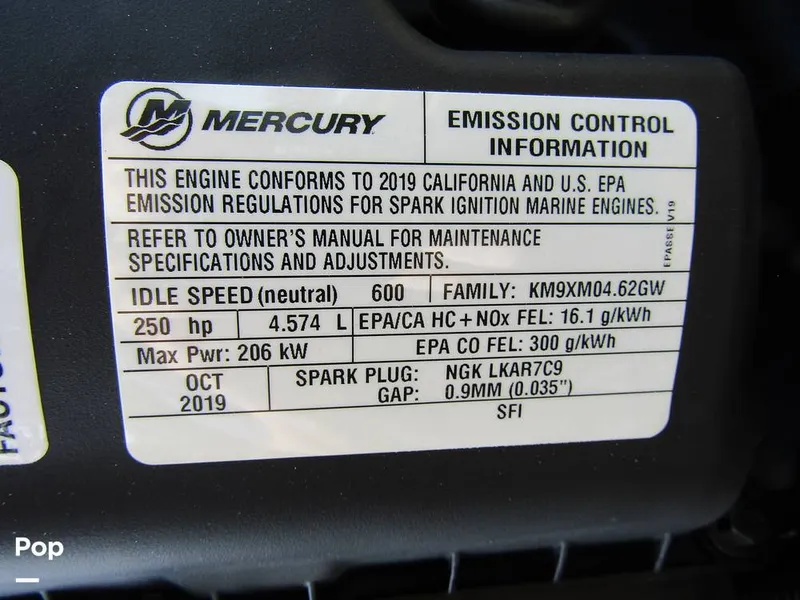 MERCURY
EMISSION CONTROL
INFORMATION
THIS ENGINE CONFORMS TO 2019 CALIFORNIA AND U.S. EPA
EMISSION REGULATIONS FOR SPARK IGNITION MARINE ENGINES.
REFER TO OWNER'S MANUAL FOR MAINTENANCE
SPECIFICATIONS AND ADJUSTMENTS.
EPASSE V19
IDLE SPEED (neutral) 600 FAMILY: KM9XM04.62GW
250 hp 4.574 L EPA/CA HC+NOx FEL: 16.1 g/kWh
Max Pwr: 206 kW EPA CO FEL: 300 g/kWh
OCT
2019
SPARK PLUG: NGK LKAR7C9
GAP: 0.9MM (0.035")
SFI
Pop